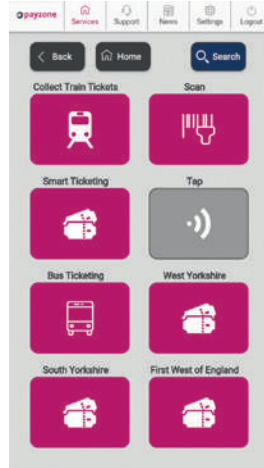 payzone Services Support News Settings Logout
Back Home Search
Collect Train Tickets Scan
Smart Ticketing Tap
Bus Ticketing West Yorkshire
South Yorkshire First West of England